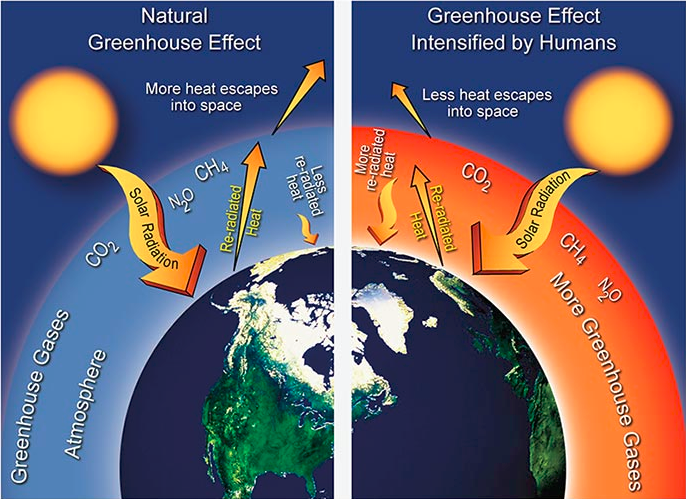 Natural
Greenhouse Effect
More heat escapes
into space
CH₄
N₂O
CO₂
Solar Radiation
Re-radiated
Heat
Less
re-radiated
heat
Greenhouse Gases
Atmosphere
Greenhouse Effect
Intensified by Humans
Less heat escapes
into space
More
re-radiated
heat
CO₂
Re-radiated
Heat
Solar Radiation
CH₄
N₂O
More Greenhouse Gases